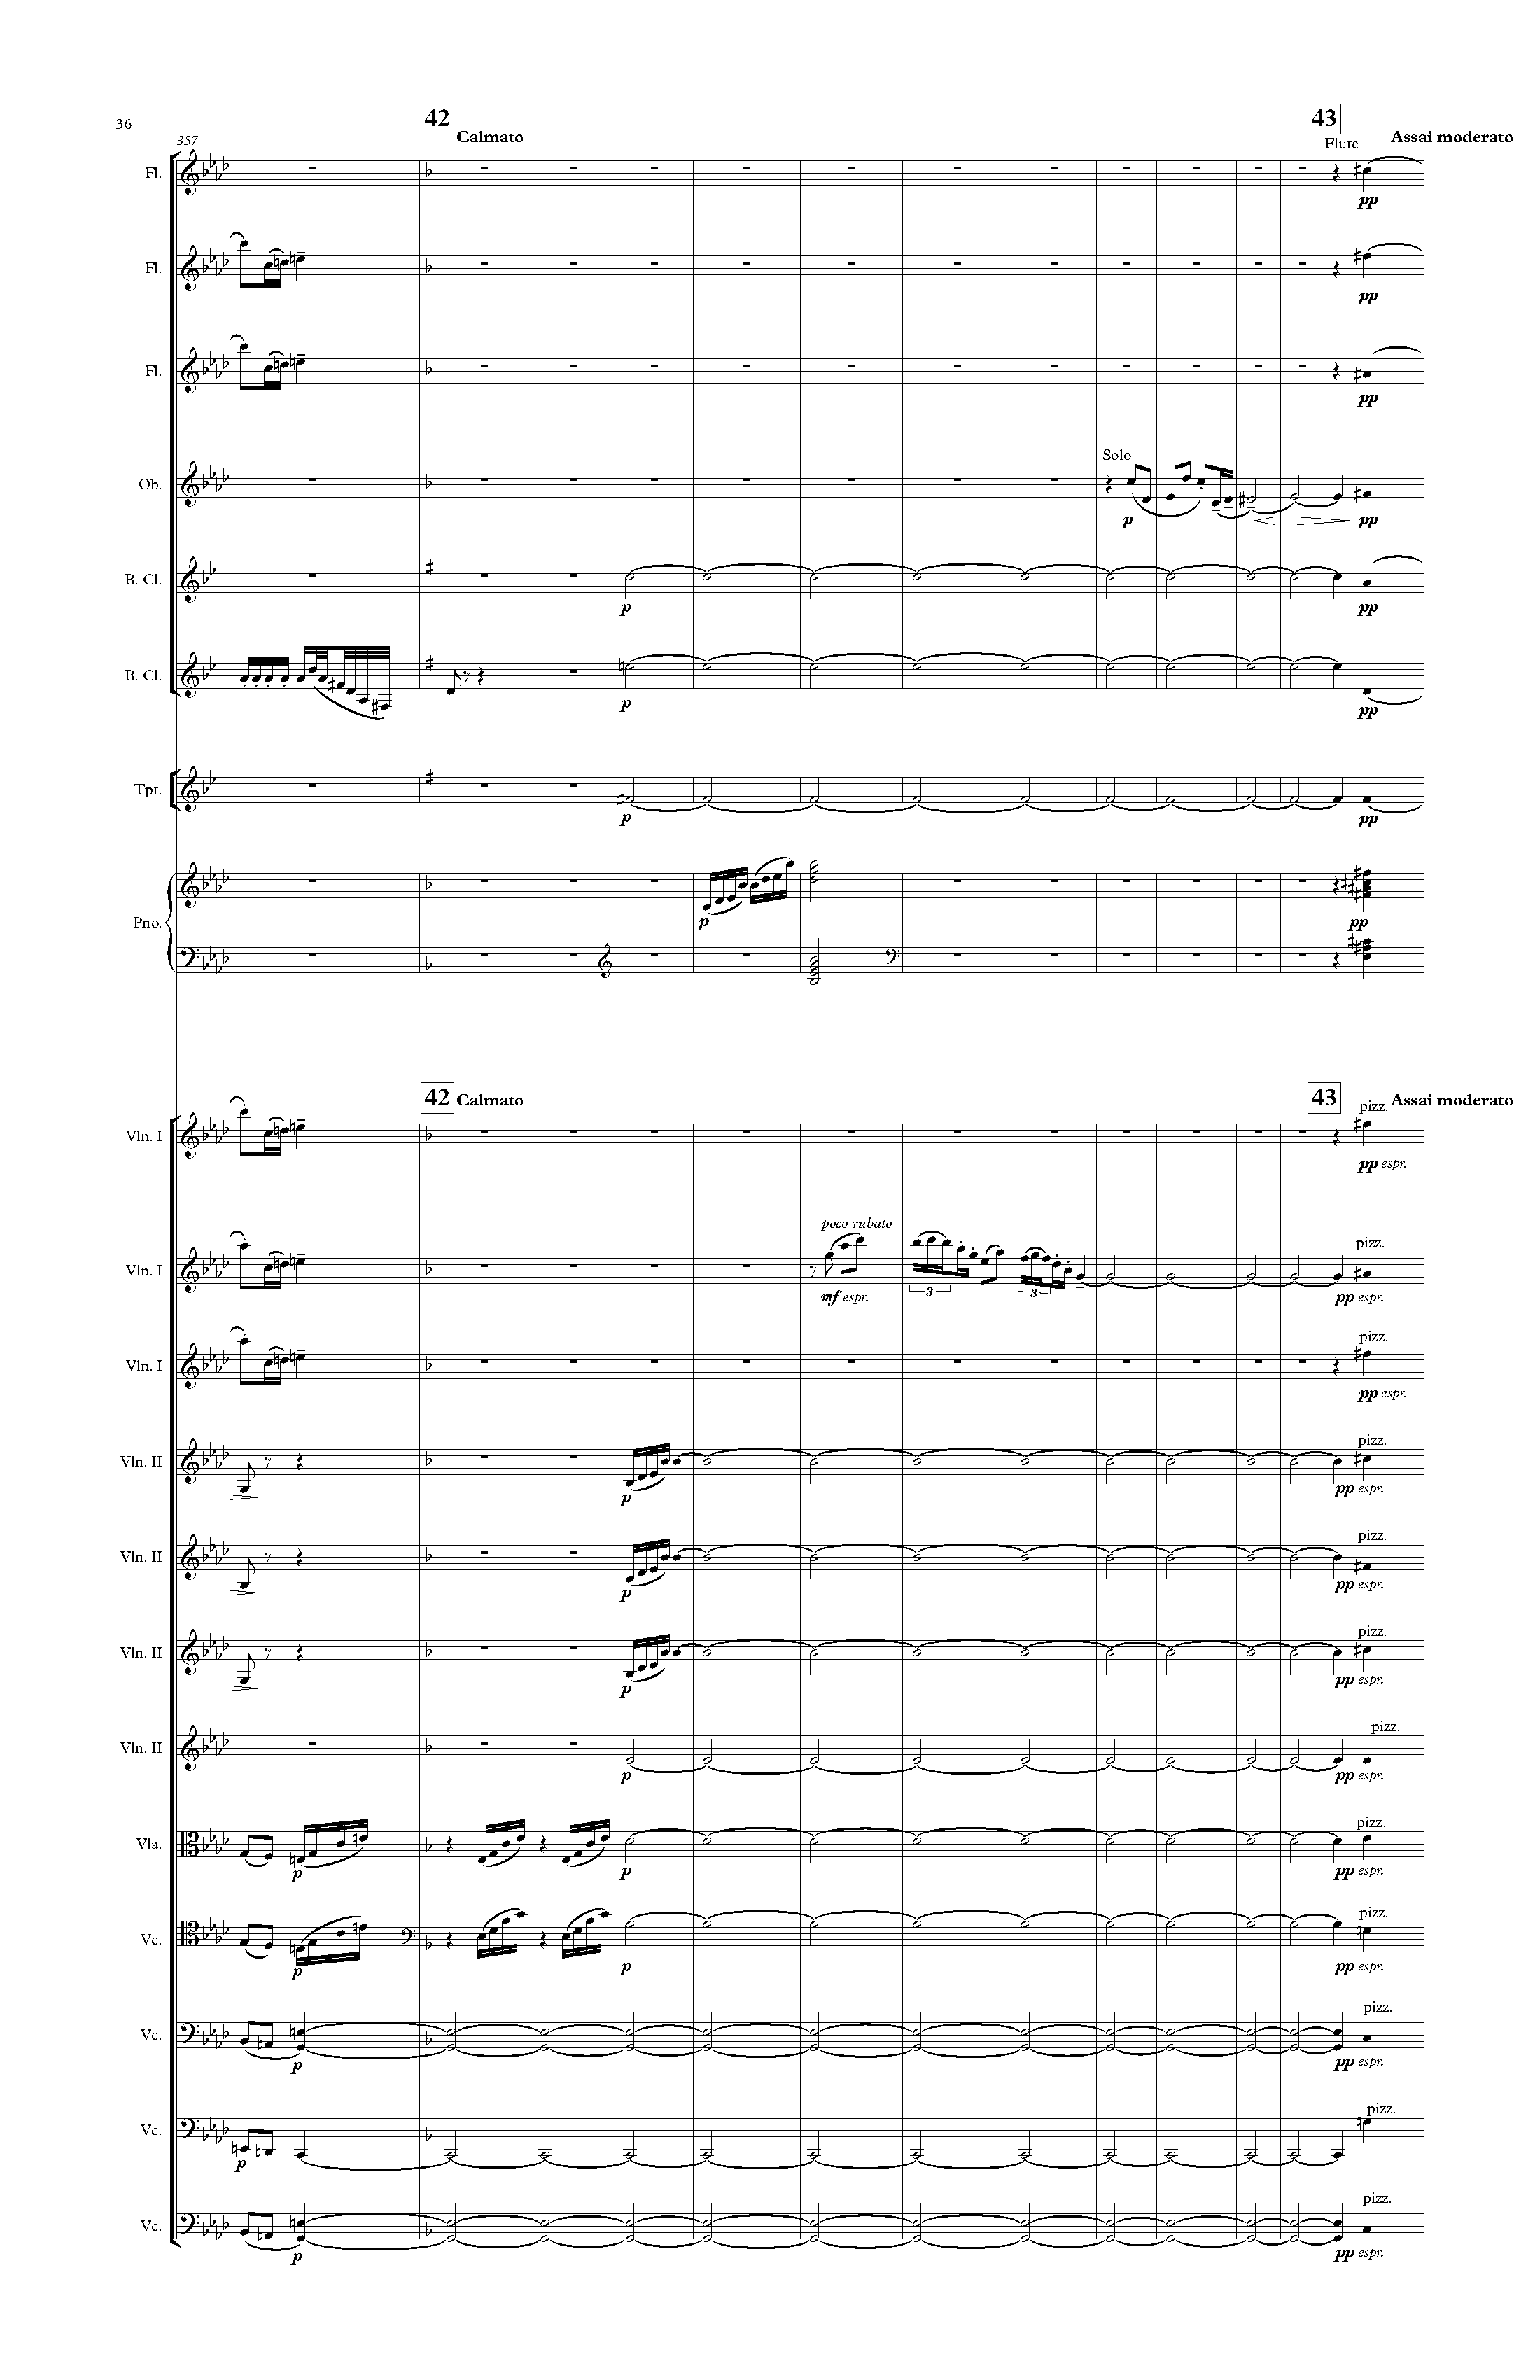 36
42
43
Calmato
Assai moderato
357
Flute
Fl.
pp
Fl.
pp
Fl.
pp
Solo
Ob.
p pp
B. Cl.
p pp
B. Cl.
p pp
Tpt.
p pp
Pno.
p pp
42 Calmato 43 Assai moderato
pizz.
Vln. I
pp espr.
poco rubato pizz.
Vln. I
mf espr. 3 3 pp espr.
pizz.
Vln. I
pp espr.
pizz.
Vln. II
p pp espr.
pizz.
Vln. II
p pp espr.
pizz.
Vln. II
p pp espr.
pizz.
Vln. II
p pp espr.
pizz.
Vla.
p p pp espr.
pizz.
Vc.
p p pp espr.
pizz.
Vc.
p pp espr.
pizz.
Vc.
p
pizz.
Vc.
p pp espr.